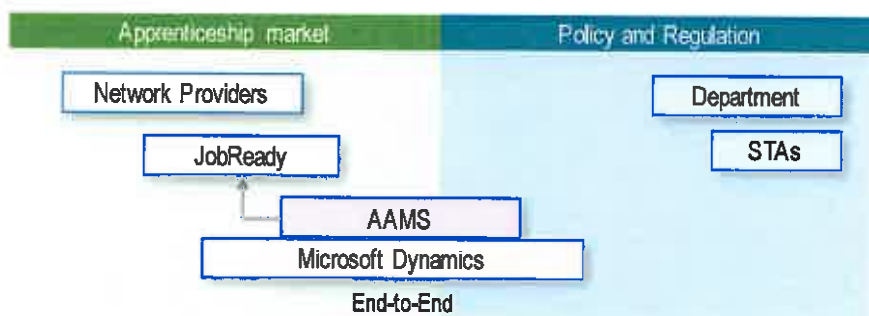 Apprenticeship market
Policy and Regulation
Network Providers
Department
JobReady
STAs
AAMS
Microsoft Dynamics
End-to-End